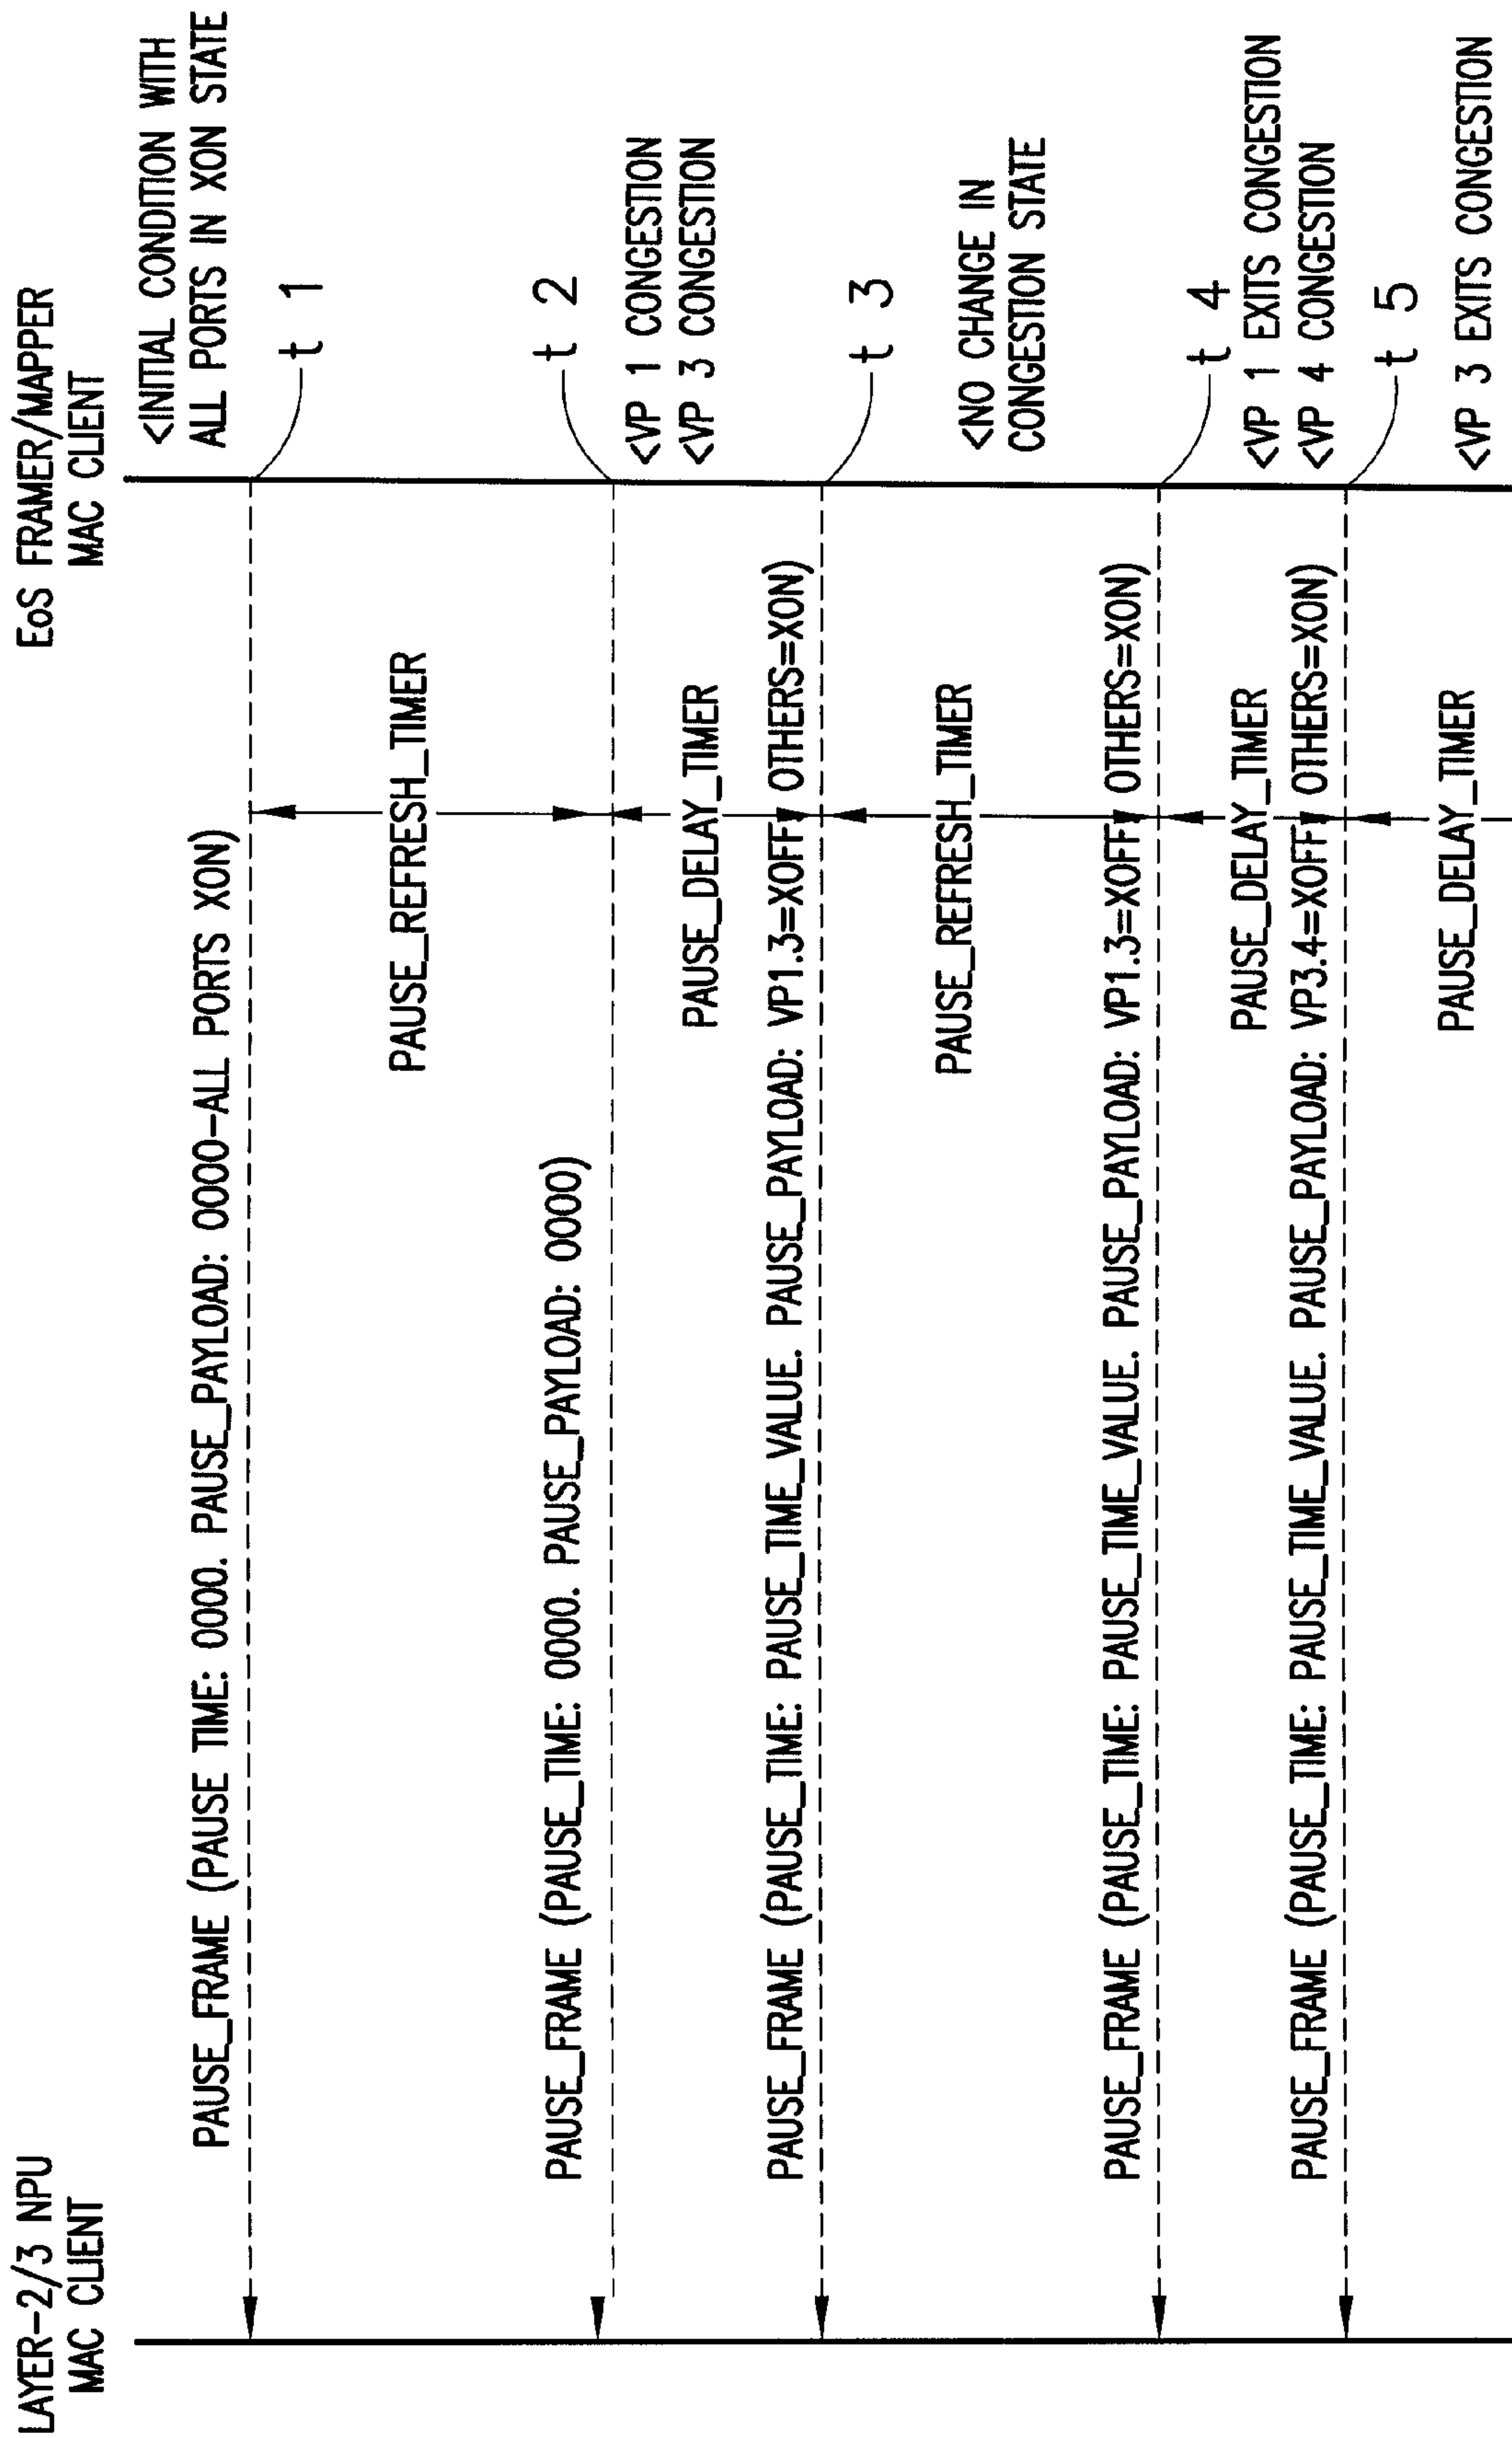 LAYER-2/3 NPU
MAC CLIENT
EoS FRAMER/MAPPER
MAC CLIENT
<INITIAL CONDITION WITH
ALL PORTS IN XON STATE
PAUSE_FRAME (PAUSE TIME: 0000. PAUSE_PAYLOAD: 0000-ALL PORTS XON)
t 1
PAUSE_REFRESH_TIMER
PAUSE_FRAME (PAUSE_TIME: 0000. PAUSE_PAYLOAD: 0000)
t 2
<VP 1 CONGESTION
<VP 3 CONGESTION
PAUSE_DELAY_TIMER
PAUSE_FRAME (PAUSE_TIME: PAUSE_TIME_VALUE. PAUSE_PAYLOAD: VP1.3=XOFF, OTHERS=XON)
t 3
<NO CHANGE IN
CONGESTION STATE
PAUSE_REFRESH_TIMER
PAUSE_FRAME (PAUSE_TIME: PAUSE_TIME_VALUE. PAUSE_PAYLOAD: VP1.3=XOFF, OTHERS=XON)
t 4
<VP 1 EXITS CONGESTION
<VP 4 CONGESTION
PAUSE_DELAY_TIMER
PAUSE_FRAME (PAUSE_TIME: PAUSE_TIME_VALUE. PAUSE_PAYLOAD: VP3.4=XOFF, OTHERS=XON)
t 5
<VP 3 EXITS CONGESTION
PAUSE_DELAY_TIMER